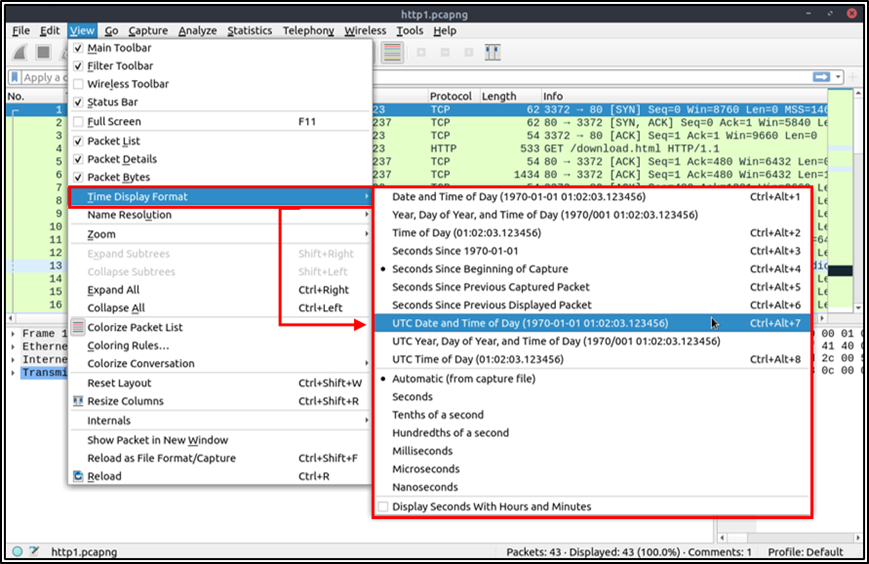 http1.pcapng
File Edit View Go Capture Analyze Statistics Telephony Wireless Tools Help
Main Toolbar
Filter Toolbar
Wireless Toolbar
Status Bar
Full Screen F11
Packet List
Packet Details
Packet Bytes
Time Display Format
Name Resolution
Zoom
Expand Subtrees Shift+Right
Collapse Subtrees Shift+Left
Expand All Ctrl+Right
Collapse All Ctrl+Left
Colorize Packet List
Coloring Rules...
Colorize Conversation
Reset Layout Ctrl+Shift+W
Resize Columns Ctrl+Shift+R
Internals
Show Packet in New Window
Reload as File Format/Capture Ctrl+Shift+F
Reload Ctrl+R
Apply a
No. Protocol Length Info
1 23 TCP 62 3372 → 80 [SYN] Seq=0 Win=8760 Len=0 MSS=146
2 237 TCP 62 80 → 3372 [SYN, ACK] Seq=0 Ack=1 Win=5840 Le
3 23 TCP 54 3372 → 80 [ACK] Seq=1 Ack=1 Win=9660 Len=0
4 23 HTTP 533 GET /download.html HTTP/1.1
5 237 TCP 54 80 → 3372 [ACK] Seq=1 Ack=480 Win=6432 Len=0
6 237 TCP 1434 80 → 3372 [ACK] Seq=1 Ack=480 Win=6432 Len=1
7
8
9
10
11
12
13
14
15
16
Date and Time of Day (1970-01-01 01:02:03.123456) Ctrl+Alt+1
Year, Day of Year, and Time of Day (1970/001 01:02:03.123456)
Time of Day (01:02:03.123456) Ctrl+Alt+2
Seconds Since 1970-01-01 Ctrl+Alt+3
Seconds Since Beginning of Capture Ctrl+Alt+4
Seconds Since Previous Captured Packet Ctrl+Alt+5
Seconds Since Previous Displayed Packet Ctrl+Alt+6
UTC Date and Time of Day (1970-01-01 01:02:03.123456) Ctrl+Alt+7
UTC Year, Day of Year, and Time of Day (1970/001 01:02:03.123456)
UTC Time of Day (01:02:03.123456) Ctrl+Alt+8
Automatic (from capture file)
Seconds
Tenths of a second
Hundredths of a second
Milliseconds
Microseconds
Nanoseconds
Display Seconds With Hours and Minutes
Frame 1
Etherne
Interne
Transmi
00 01 0
41 40 0
2c 00 5
0c 00 0
http1.pcapng Packets: 43 · Displayed: 43 (100.0%) · Comments: 1 Profile: Default